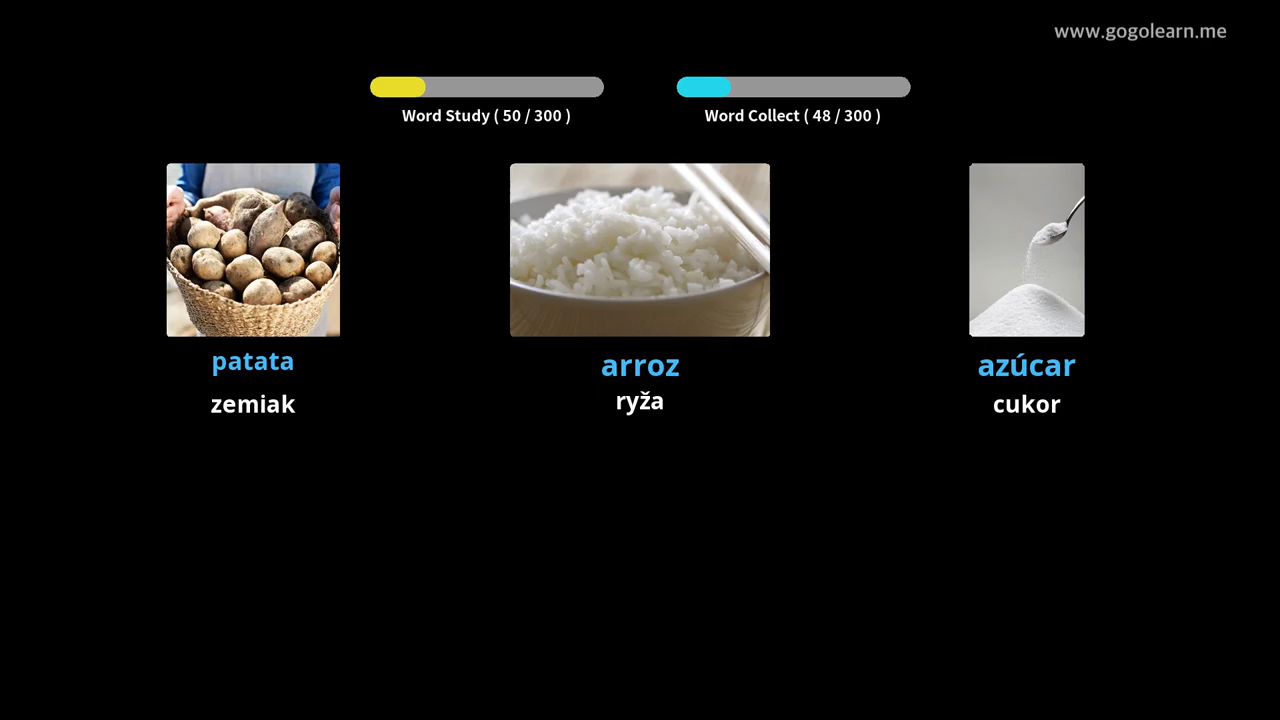 www.gogolearn.me
Word Study ( 50 / 300 )
Word Collect ( 48 / 300 )
patata
zemiak
arroz
ryža
azúcar
cukor